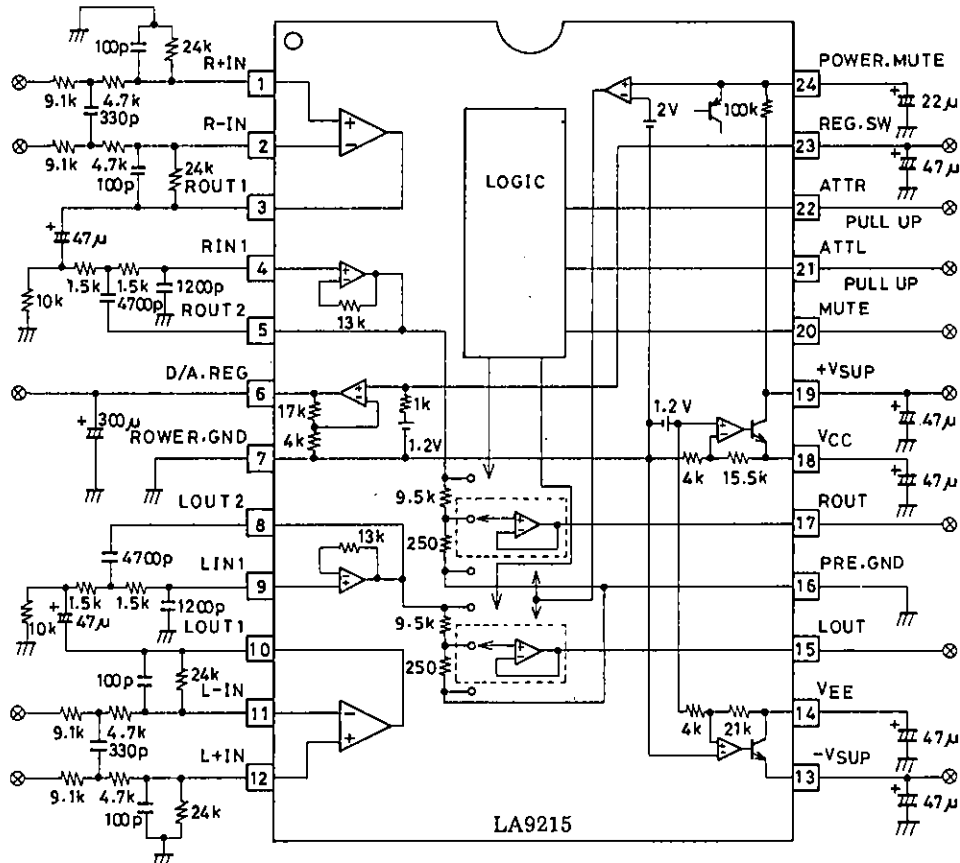 100p
24k
R+IN
9.1k
4.7k
330p
1
R-IN
9.1k
4.7k
100p
24k
2
ROUT1
3
+
47µ
RIN1
4
10k
1.5k
1.5k
4700p
1200p
ROUT2
5
13k
D/A.REG
6
300µ
+
17k
4k
1k
1.2V
ROWER.GND
7
LOUT2
8
4700p
LIN1
9
13k
10k
1.5k
47µ
+
1.5k
1200p
LOUT1
10
100p
24k
L-IN
11
9.1k
4.7k
330p
L+IN
12
9.1k
4.7k
100p
24k
LOGIC
2V
100k
9.5k
250
9.5k
250
1.2V
4k
15.5k
4k
21k
POWER.MUTE
24
+
22µ
REG.SW
23
+
47µ
ATTR
22
PULL UP
ATTL
21
PULL UP
MUTE
20
+VSUP
19
+
47µ
VCC
18
+
47µ
ROUT
17
PRE.GND
16
LOUT
15
VEE
14
+
47µ
-VSUP
13
+
47µ
LA9215